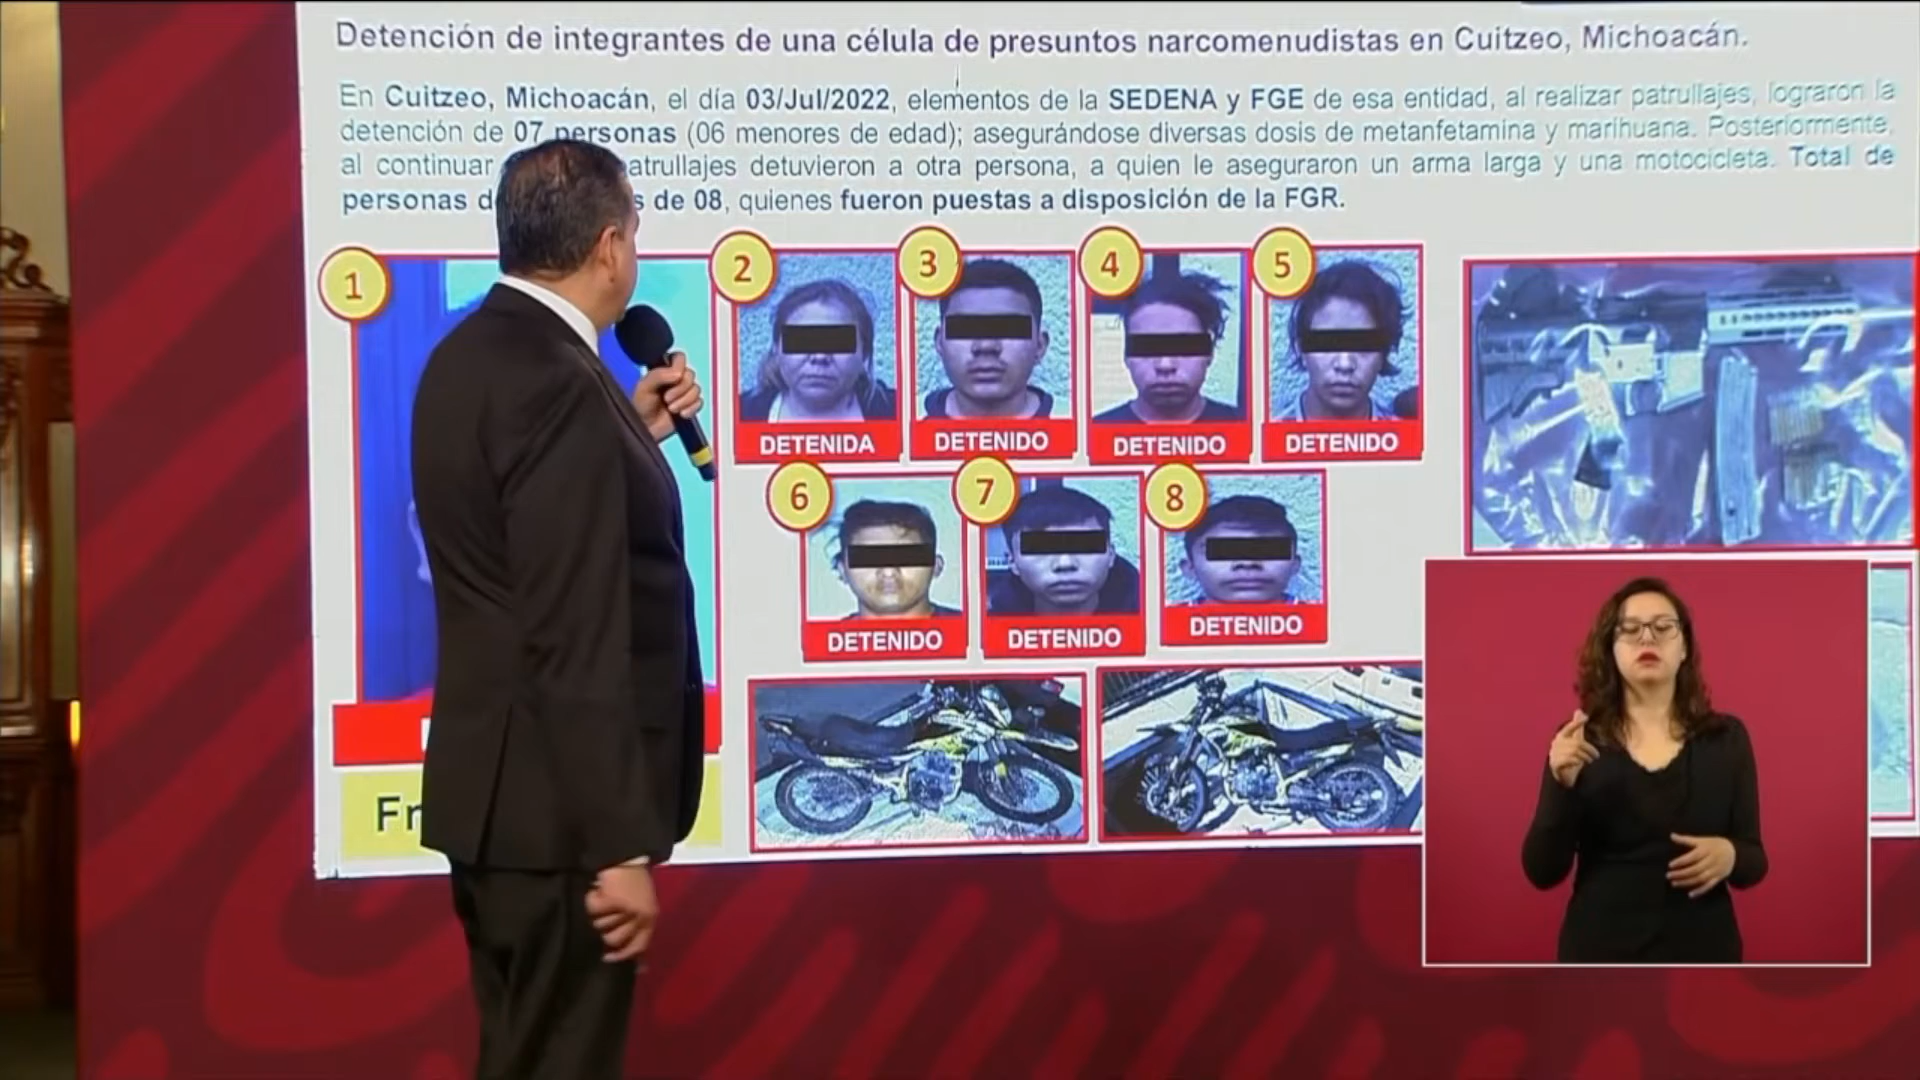 Detención de integrantes de una célula de presuntos narcomenudistas en Cuitzeo, Michoacán.
En Cuitzeo, Michoacán, el día 03/Jul/2022, elementos de la SEDENA y FGE de esa entidad, al realizar patrullajes, lograron la
detención de 07 personas (06 menores de edad); asegurándose diversas dosis de metanfetamina y marihuana. Posteriormente,
al continuar atrullajes detuvieron a otra persona, a quien le aseguraron un arma larga y una motocicleta. Total de
personas d s de 08, quienes fueron puestas a disposición de la FGR.
1
2
3
4
5
DETENIDA
DETENIDO
DETENIDO
DETENIDO
6
7
8
DETENIDO
DETENIDO
DETENIDO
Fr